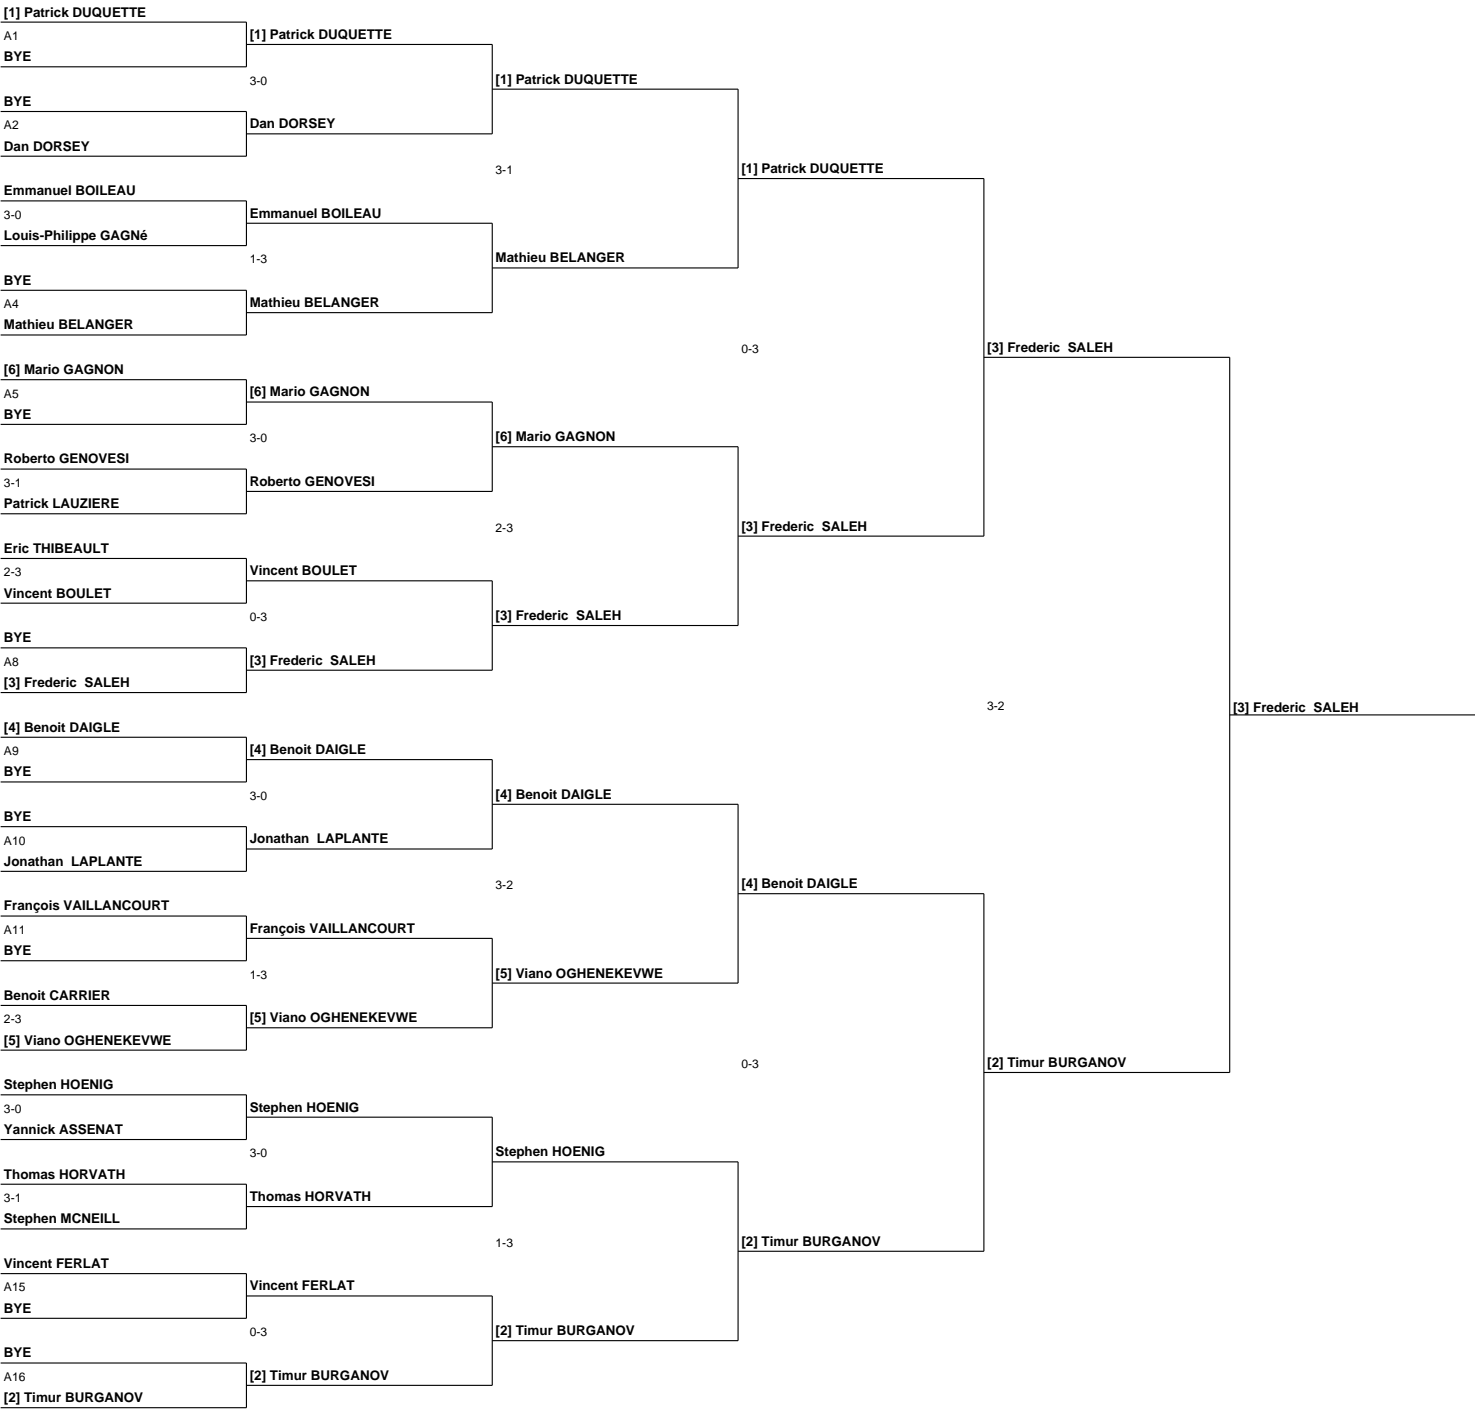 [1] Patrick DUQUETTE
A1
BYE
BYE
A2
Dan DORSEY
Emmanuel BOILEAU
3-0
Louis-Philippe GAGNé
BYE
A4
Mathieu BELANGER
[6] Mario GAGNON
A5
BYE
Roberto GENOVESI
3-1
Patrick LAUZIERE
Eric THIBEAULT
2-3
Vincent BOULET
BYE
A8
[3] Frederic  SALEH
[4] Benoit DAIGLE
A9
BYE
BYE
A10
Jonathan  LAPLANTE
François VAILLANCOURT
A11
BYE
Benoit CARRIER
2-3
[5] Viano OGHENEKEVWE
Stephen HOENIG
3-0
Yannick ASSENAT
Thomas HORVATH
3-1
Stephen MCNEILL
Vincent FERLAT
A15
BYE
BYE
A16
[2] Timur BURGANOV
[1] Patrick DUQUETTE
3-0
Dan DORSEY
Emmanuel BOILEAU
1-3
Mathieu BELANGER
[6] Mario GAGNON
3-0
Roberto GENOVESI
Vincent BOULET
0-3
[3] Frederic  SALEH
[4] Benoit DAIGLE
3-0
Jonathan  LAPLANTE
François VAILLANCOURT
1-3
[5] Viano OGHENEKEVWE
Stephen HOENIG
3-0
Thomas HORVATH
Vincent FERLAT
0-3
[2] Timur BURGANOV
[1] Patrick DUQUETTE
3-1
Mathieu BELANGER
[6] Mario GAGNON
2-3
[3] Frederic  SALEH
[4] Benoit DAIGLE
3-2
[5] Viano OGHENEKEVWE
Stephen HOENIG
1-3
[2] Timur BURGANOV
[1] Patrick DUQUETTE
0-3
[3] Frederic  SALEH
[4] Benoit DAIGLE
0-3
[2] Timur BURGANOV
[3] Frederic  SALEH
3-2
[2] Timur BURGANOV
[3] Frederic  SALEH